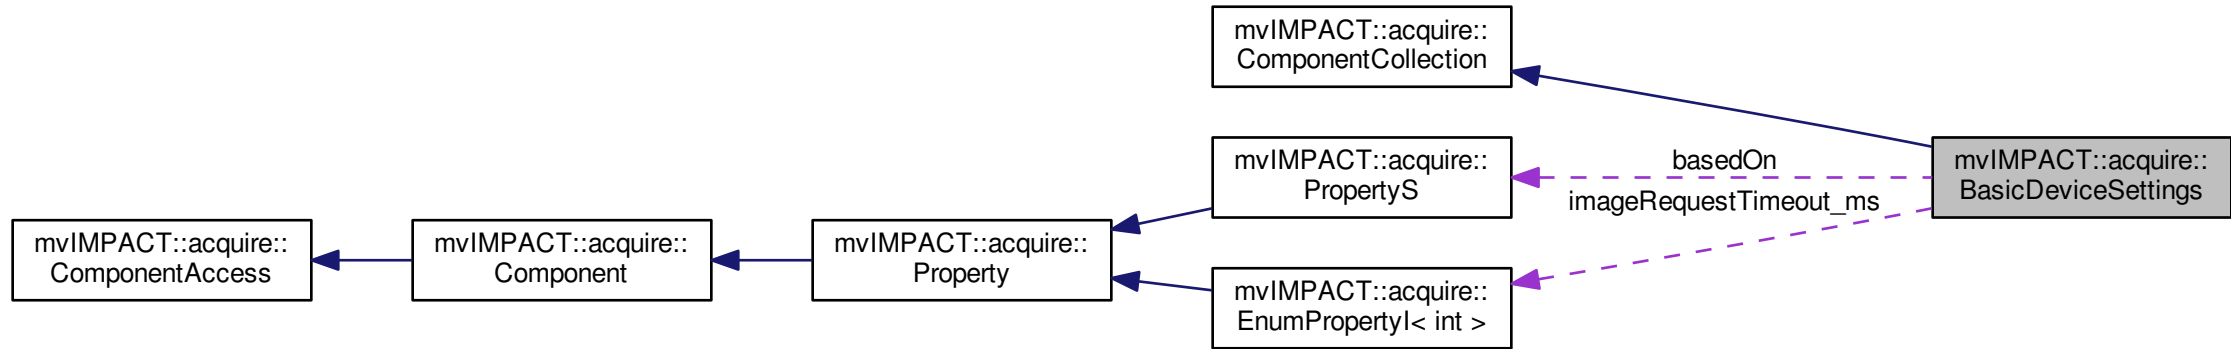 mvIMPACT::acquire::
ComponentCollection
mvIMPACT::acquire::
PropertyS
basedOn
imageRequestTimeout_ms
mvIMPACT::acquire::
BasicDeviceSettings
mvIMPACT::acquire::
ComponentAccess
mvIMPACT::acquire::
Component
mvIMPACT::acquire::
Property
mvIMPACT::acquire::
EnumPropertyI< int >